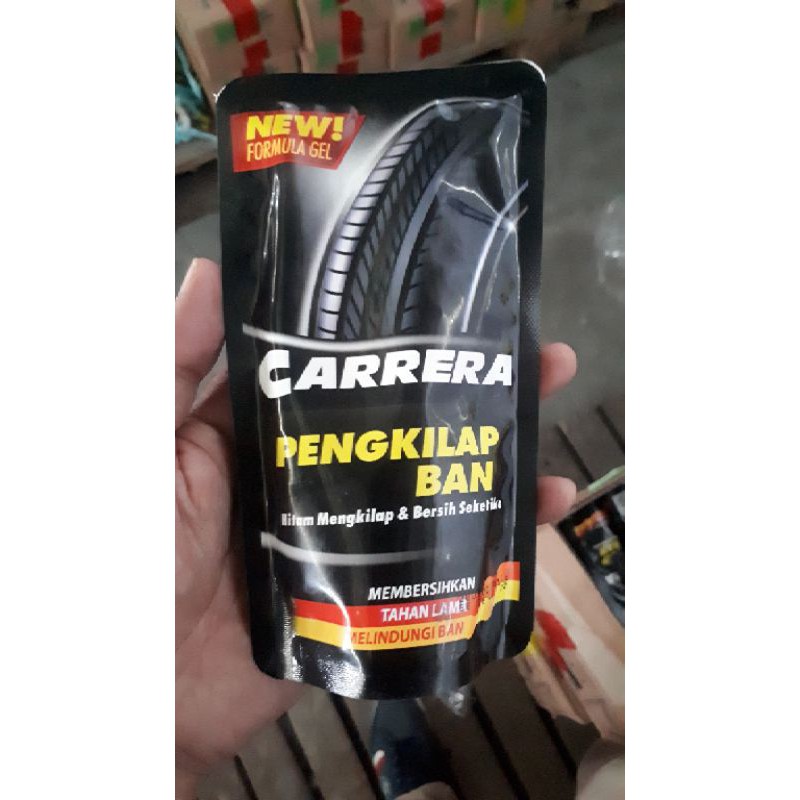 NEW!
FORMULA GEL
CARRERA
PENGKILAP
BAN
Hitam Mengkilap & Bersih Seketika
MEMBERSIHKAN
TAHAN LAMA
MELINDUNGI BAN